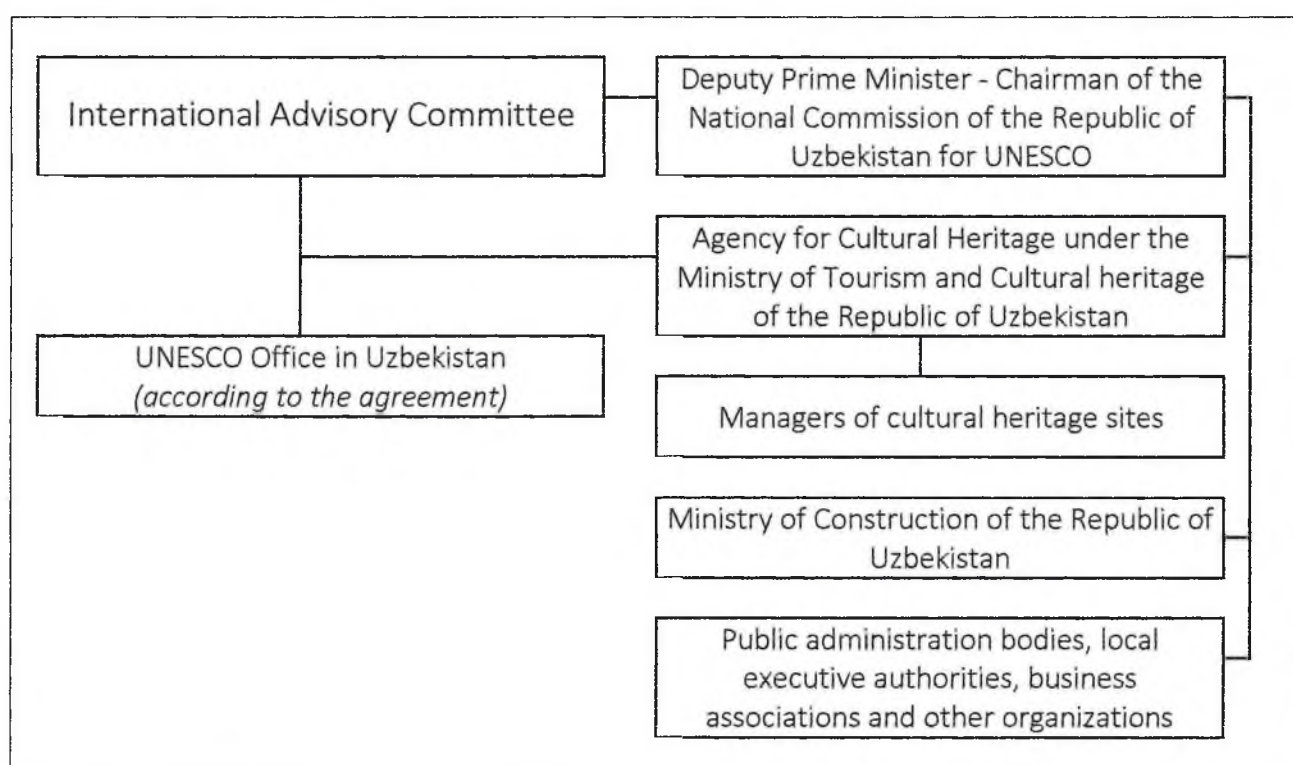 International Advisory Committee
Deputy Prime Minister - Chairman of the
National Commission of the Republic of
Uzbekistan for UNESCO
Agency for Cultural Heritage under the
Ministry of Tourism and Cultural heritage
of the Republic of Uzbekistan
UNESCO Office in Uzbekistan
(according to the agreement)
Managers of cultural heritage sites
Ministry of Construction of the Republic of
Uzbekistan
Public administration bodies, local
executive authorities, business
associations and other organizations